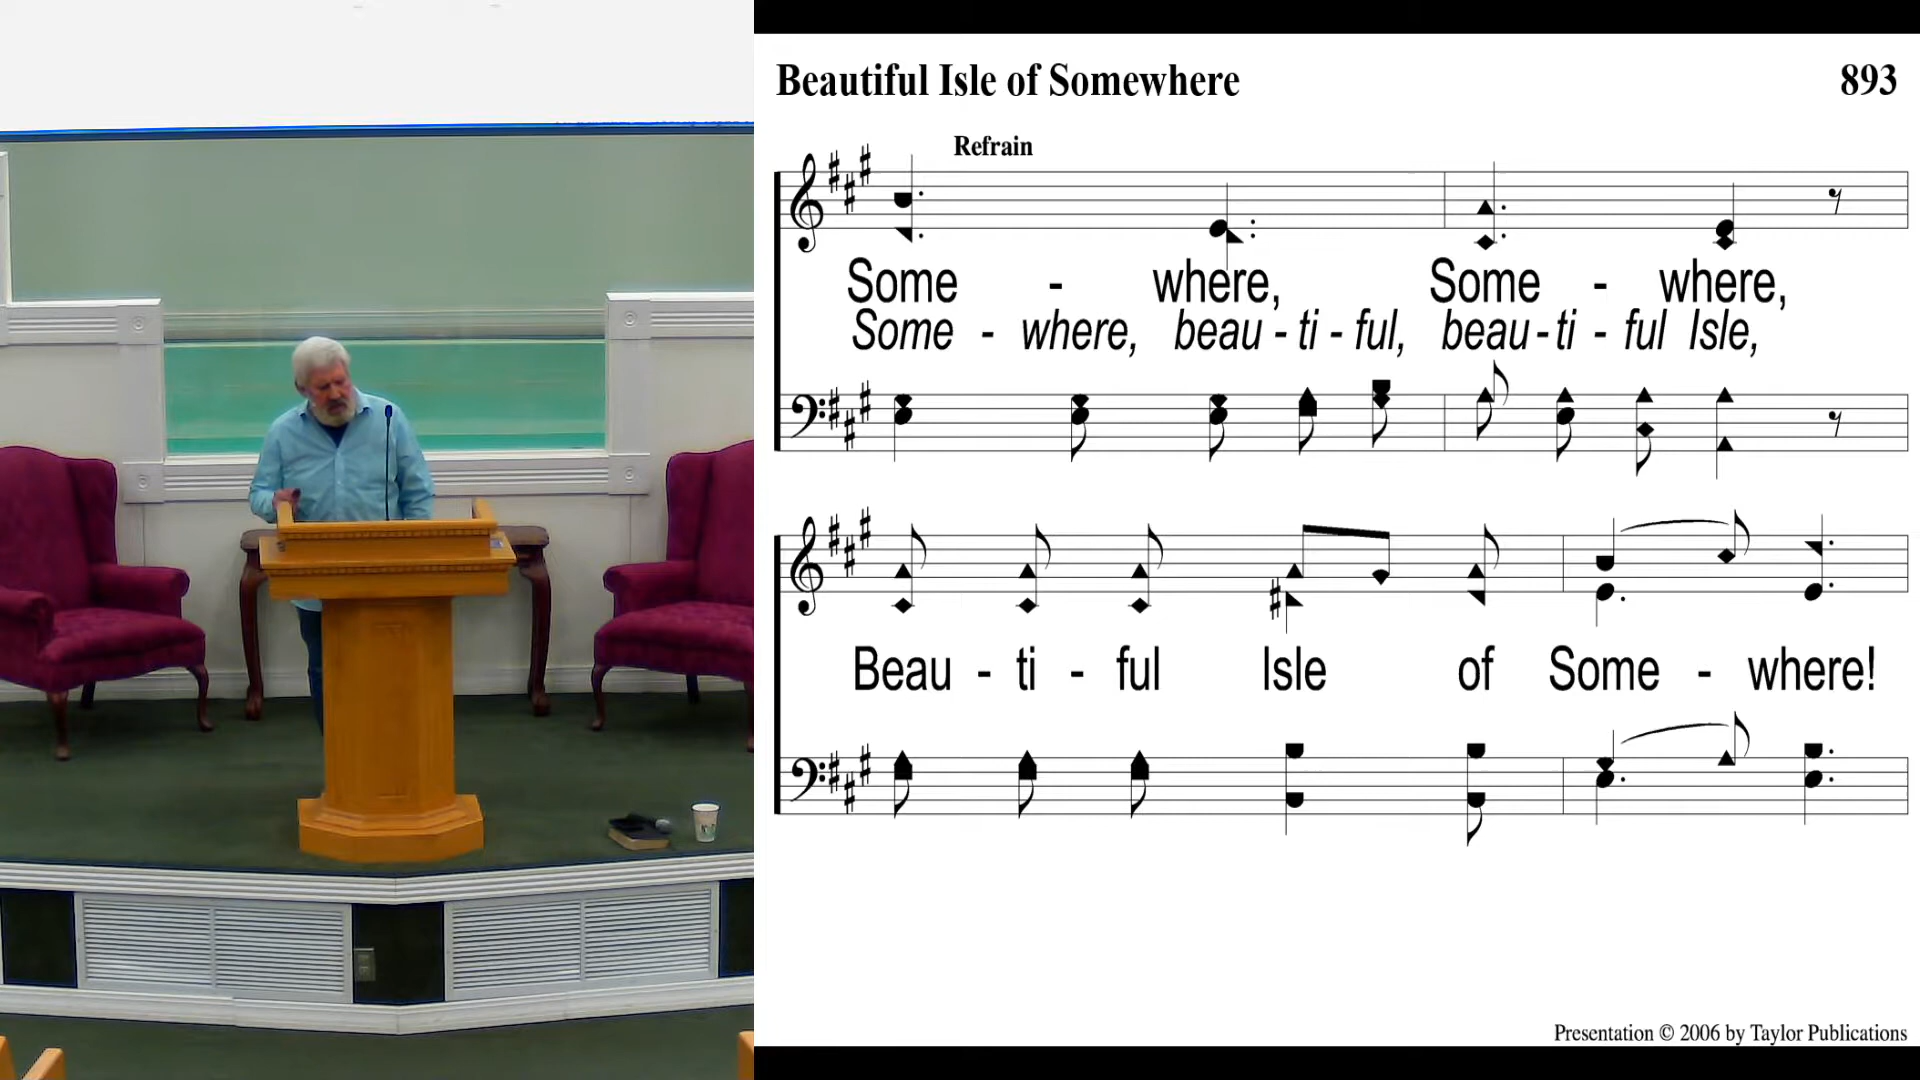 Beautiful Isle of Somewhere 893
Refrain
Some - where, Some - where,
Some - where, beau - ti - ful, beau - ti - ful Isle,
Beau - ti - ful Isle of Some - where!
Presentation © 2006 by Taylor Publications